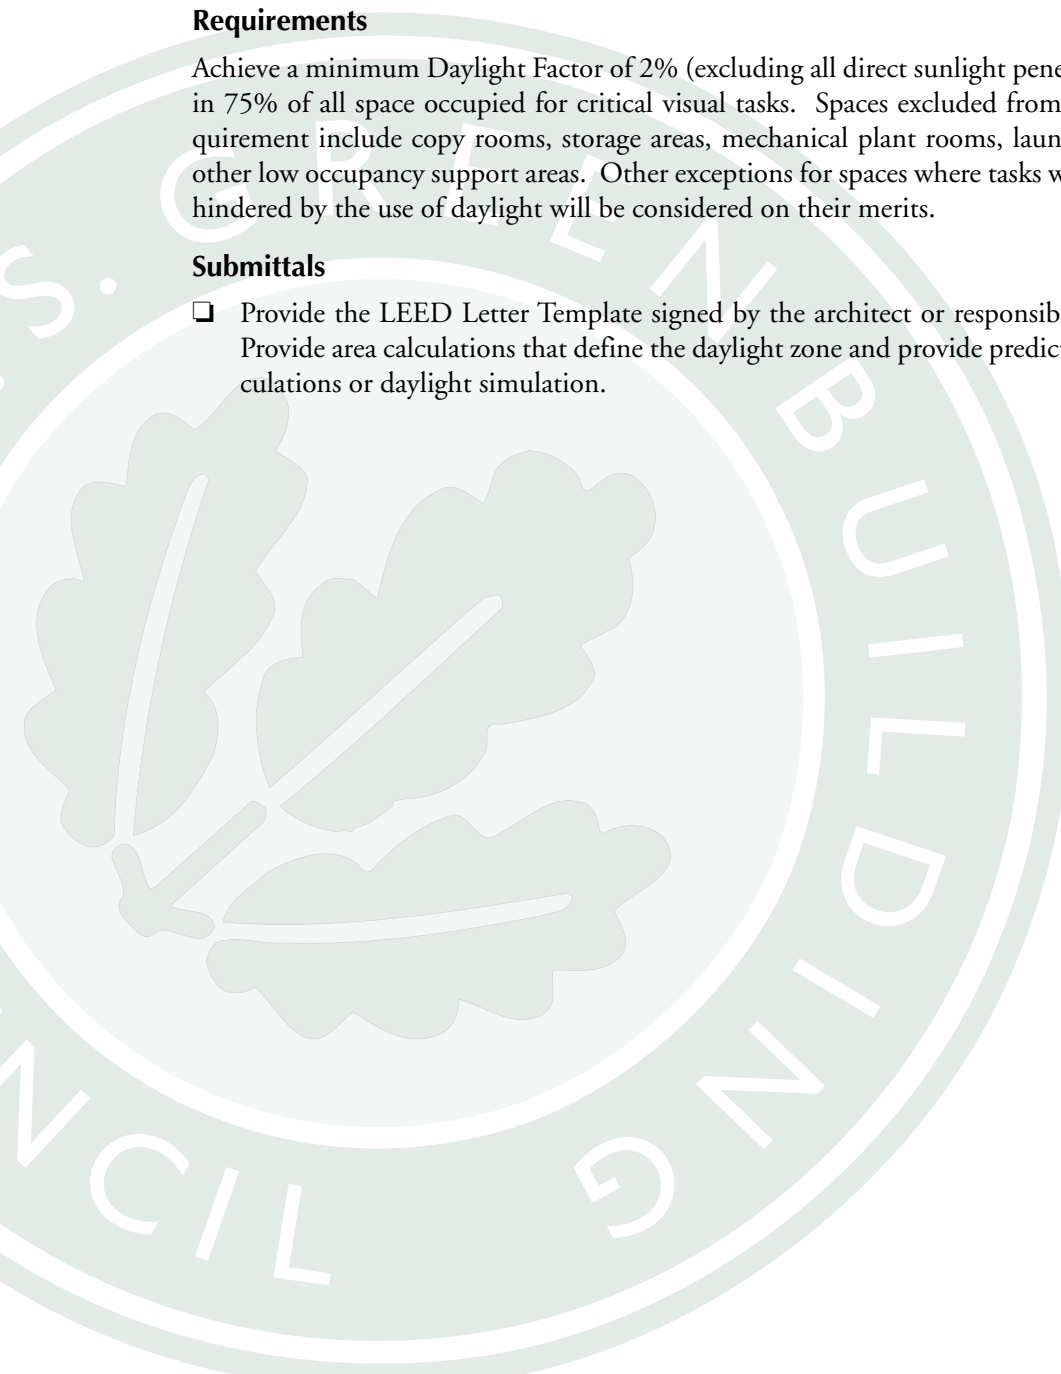 Requirements
Achieve a minimum Daylight Factor of 2% (excluding all direct sunlight pene
in 75% of all space occupied for critical visual tasks. Spaces excluded from
quirement include copy rooms, storage areas, mechanical plant rooms, laun
other low occupancy support areas. Other exceptions for spaces where tasks w
hindered by the use of daylight will be considered on their merits.
Submittals
❏ Provide the LEED Letter Template signed by the architect or responsib
Provide area calculations that define the daylight zone and provide predic
culations or daylight simulation.
S. GREEN BUILDING
NCIL